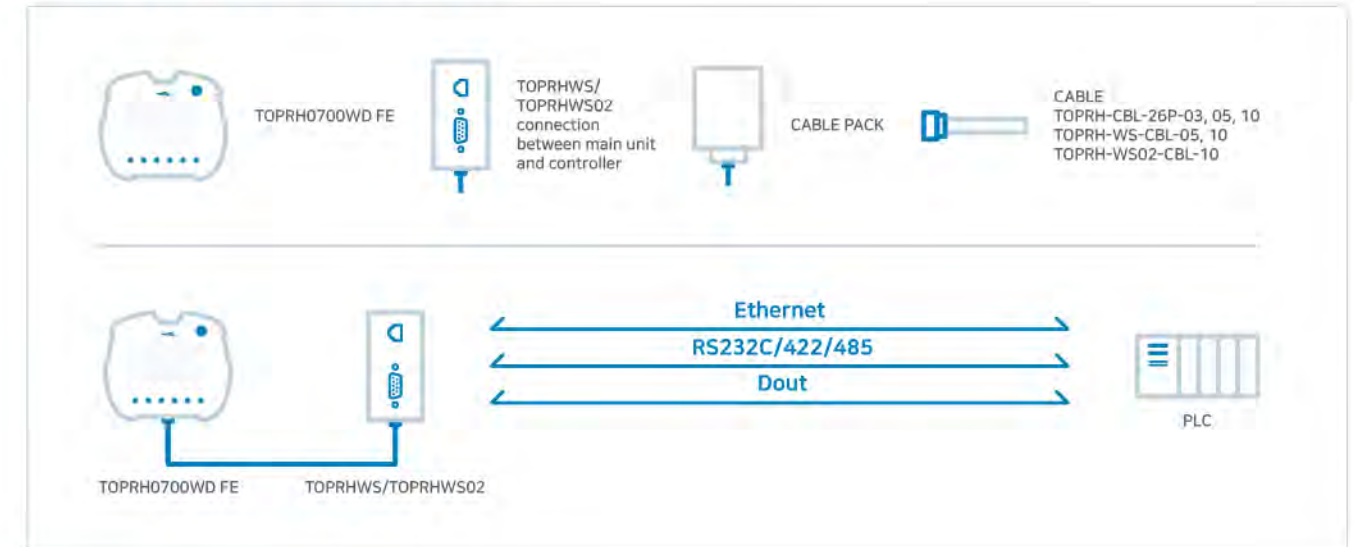 TOPRH0700WD FE
TOPRHWS/
TOPRHWS02
connection
between main unit
and controller
CABLE PACK
CABLE
TOPRH-CBL-26P-03, 05, 10
TOPRH-WS-CBL-05, 10
TOPRH-WS02-CBL-10
Ethernet
RS232C/422/485
Dout
PLC
TOPRH0700WD FE
TOPRHWS/TOPRHWS02